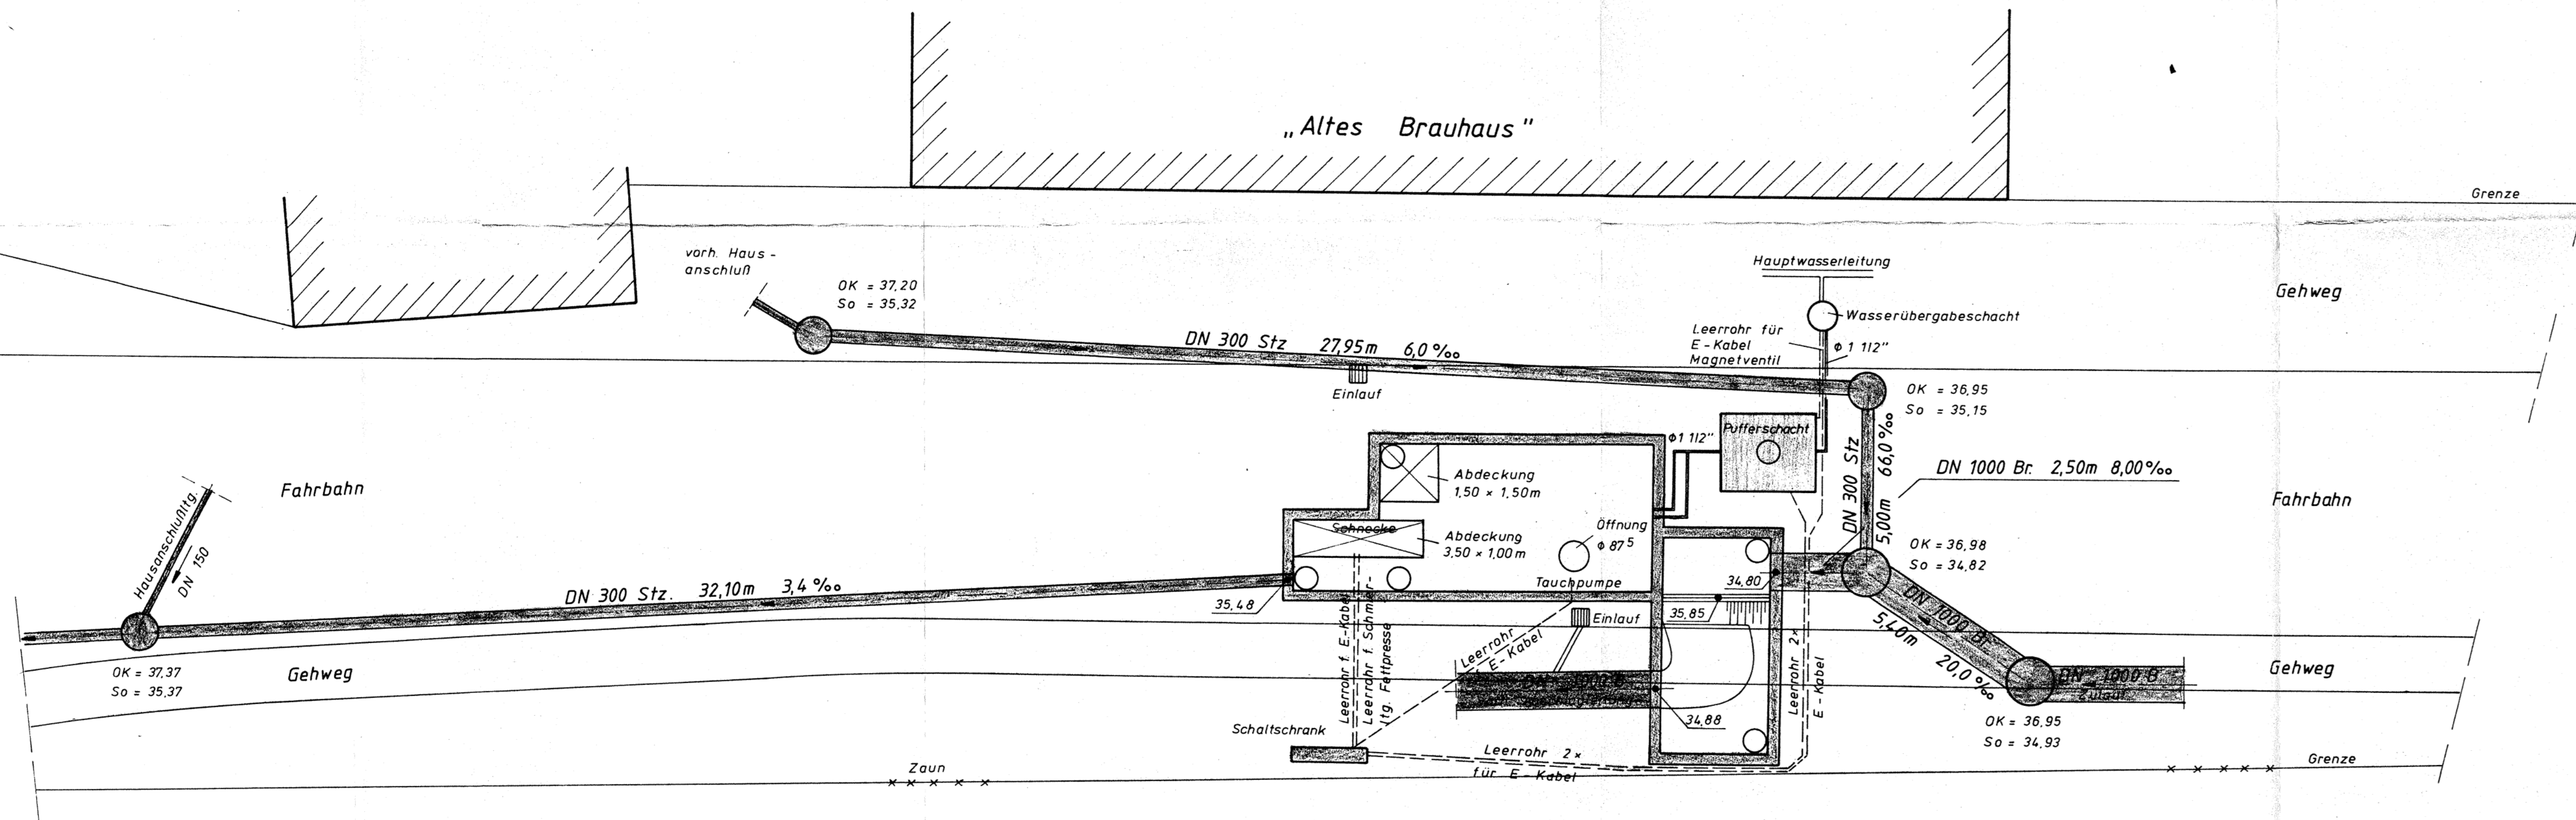 „Altes Brauhaus"
Grenze
vorh. Haus -
anschluß
OK = 37,20
So = 35,32
Hauptwasserleitung
Gehweg
Wasserübergabeschacht
Leerrohr für
E - Kabel
Magnetventil
ϕ 1 1/2"
DN 300 Stz 27,95m 6,0 ‰
Einlauf
OK = 36,95
So = 35,15
Pufferschacht
ϕ 1 1/2"
DN 300 Stz
5,00m 66,0 ‰
DN 1000 Br. 2,50m 8,00 ‰
Fahrbahn
Fahrbahn
Hausanschlußltg.
DN 150
Abdeckung
1,50 × 1,50m
Schnecke
Abdeckung
3,50 × 1,00m
Öffnung
ϕ 87⁵
OK = 36,98
So = 34,82
34,80
Tauchpumpe
DN 300 Stz. 32,10m 3,4 ‰
35,48
35,85
Einlauf
DN 1000 Br.
5,40m 20,0 ‰
Leerrohr f. E-Kabel
Leerrohr f. Schmier-
ltg. Fettpresse
Leerrohr
E - Kabel
Leerrohr 2×
E - Kabel
OK = 37,37
So = 35,37
Gehweg
Gehweg
DN 1000 B
Zulauf
DN 1000
34,88
OK = 36,95
So = 34,93
Schaltschrank
Leerrohr 2×
für E - Kabel
Zaun
Grenze